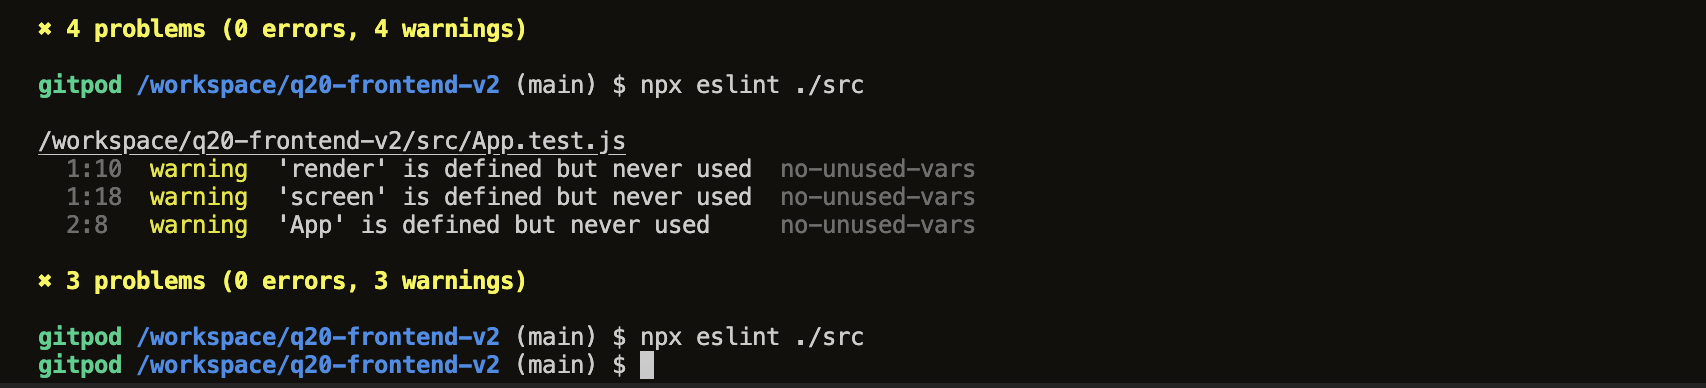 ✖ 4 problems (0 errors, 4 warnings)
gitpod /workspace/q20-frontend-v2 (main) $ npx eslint ./src
/workspace/q20-frontend-v2/src/App.test.js
1:10 warning 'render' is defined but never used no-unused-vars
1:18 warning 'screen' is defined but never used no-unused-vars
2:8 warning 'App' is defined but never used no-unused-vars
✖ 3 problems (0 errors, 3 warnings)
gitpod /workspace/q20-frontend-v2 (main) $ npx eslint ./src
gitpod /workspace/q20-frontend-v2 (main) $